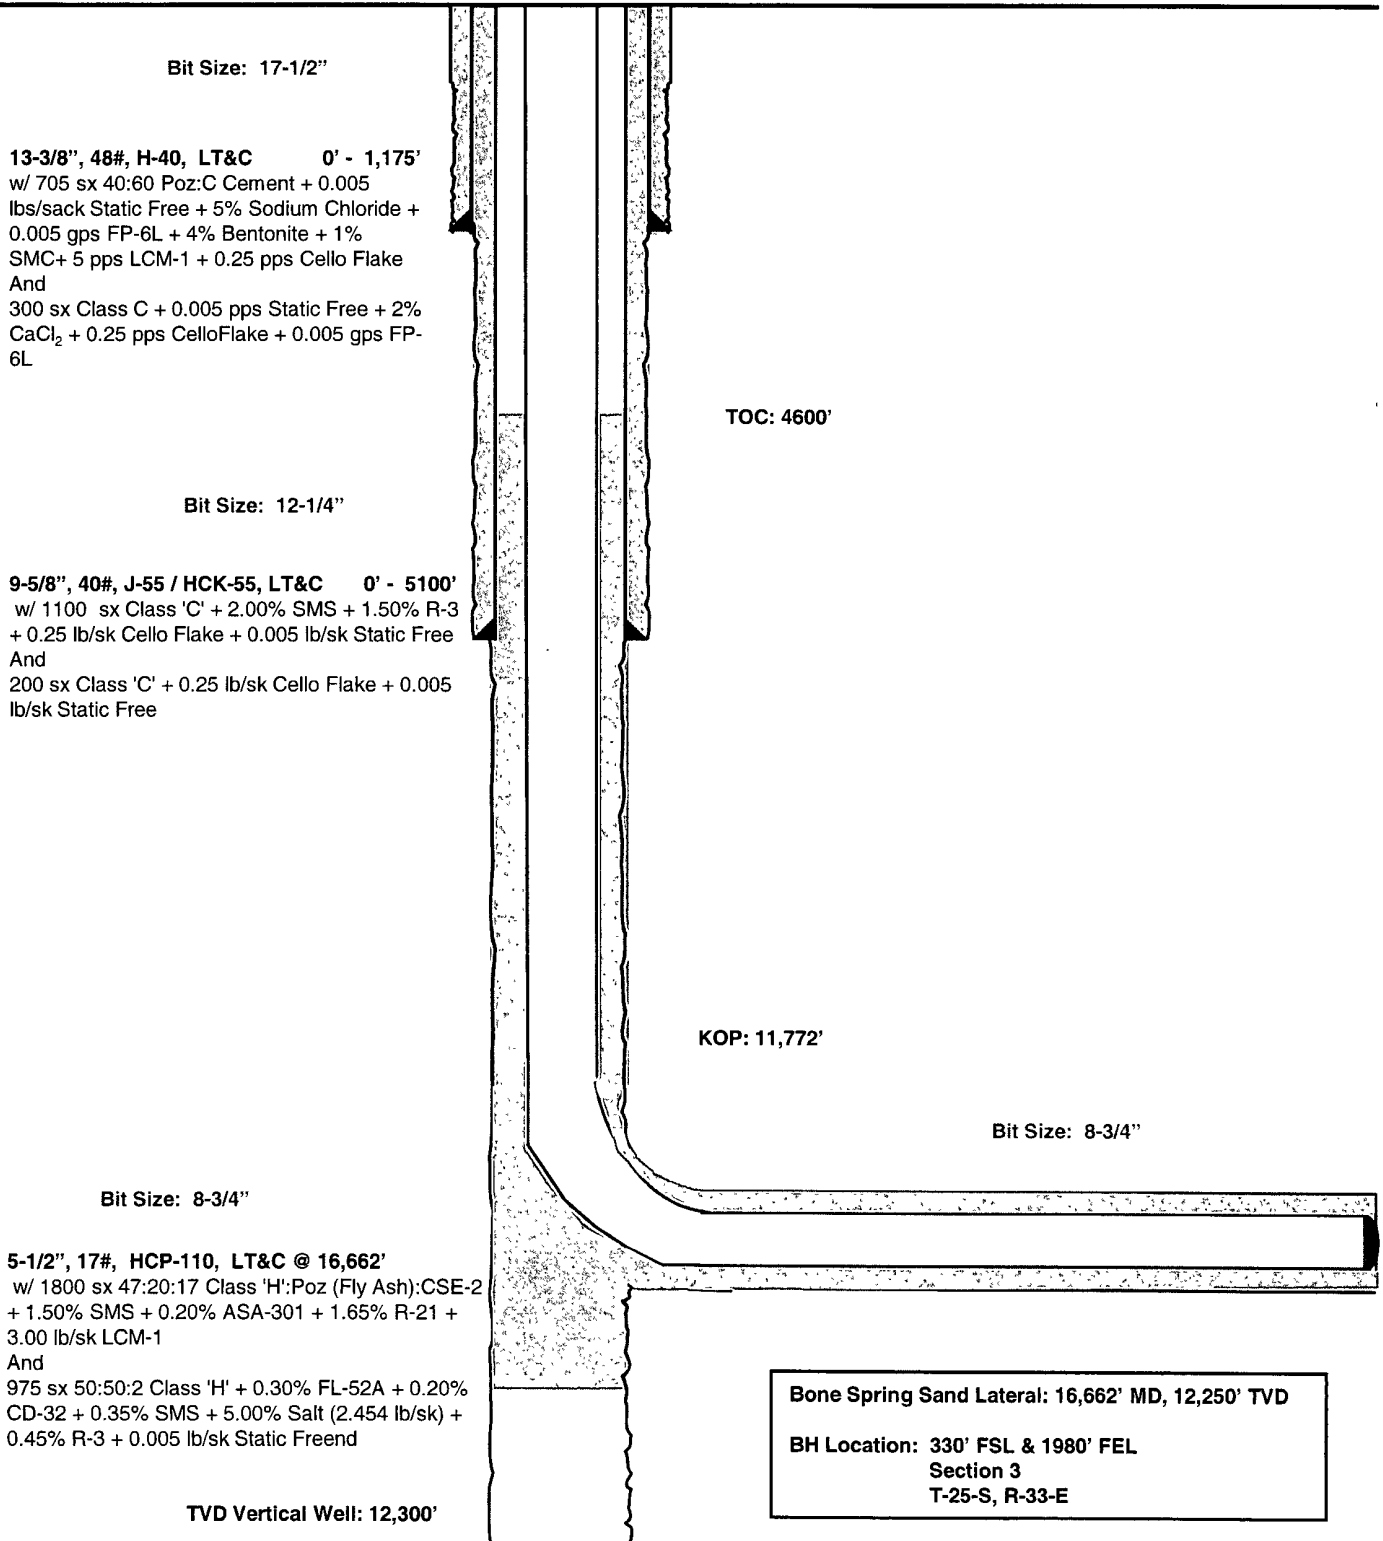 Bit Size: 17-1/2”
13-3/8”, 48#, H-40, LT&C 0’ - 1,175’
w/ 705 sx 40:60 Poz:C Cement + 0.005
lbs/sack Static Free + 5% Sodium Chloride +
0.005 gps FP-6L + 4% Bentonite + 1%
SMC+ 5 pps LCM-1 + 0.25 pps Cello Flake
And
300 sx Class C + 0.005 pps Static Free + 2%
CaCl₂ + 0.25 pps CelloFlake + 0.005 gps FP-
6L
TOC: 4600’
Bit Size: 12-1/4”
9-5/8”, 40#, J-55 / HCK-55, LT&C 0’ - 5100’
w/ 1100 sx Class 'C' + 2.00% SMS + 1.50% R-3
+ 0.25 lb/sk Cello Flake + 0.005 lb/sk Static Free
And
200 sx Class 'C' + 0.25 lb/sk Cello Flake + 0.005
lb/sk Static Free
KOP: 11,772’
Bit Size: 8-3/4”
Bit Size: 8-3/4”
5-1/2”, 17#, HCP-110, LT&C @ 16,662’
w/ 1800 sx 47:20:17 Class 'H':Poz (Fly Ash):CSE-2
+ 1.50% SMS + 0.20% ASA-301 + 1.65% R-21 +
3.00 lb/sk LCM-1
And
975 sx 50:50:2 Class 'H' + 0.30% FL-52A + 0.20%
CD-32 + 0.35% SMS + 5.00% Salt (2.454 lb/sk) +
0.45% R-3 + 0.005 lb/sk Static Freend
TVD Vertical Well: 12,300’
Bone Spring Sand Lateral: 16,662’ MD, 12,250’ TVD
BH Location: 330’ FSL & 1980’ FEL
Section 3
T-25-S, R-33-E